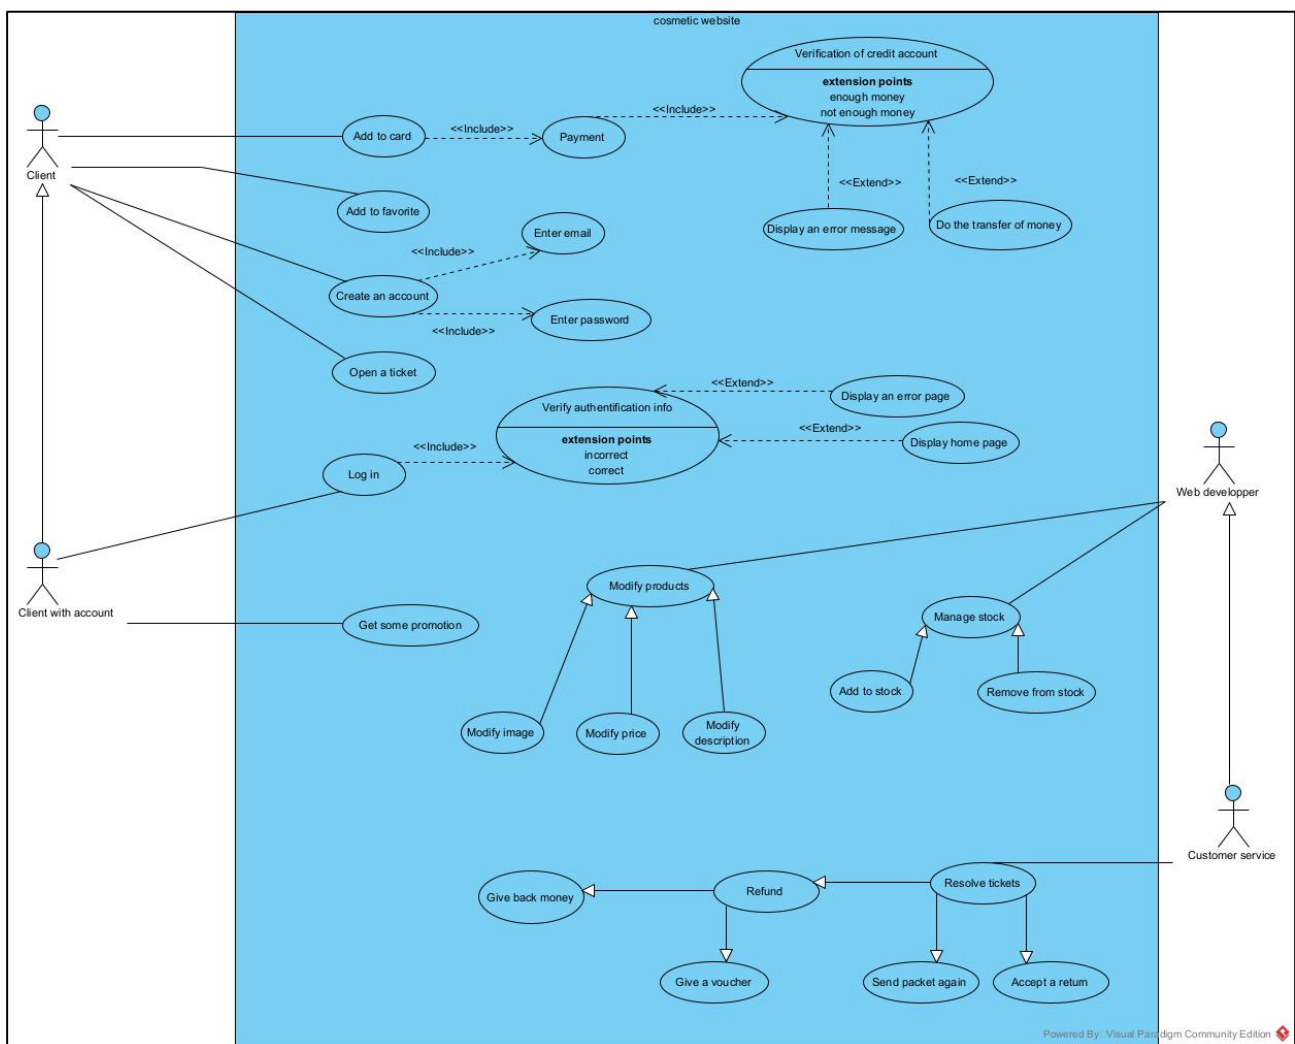 cosmetic website
Verification of credit account
extension points
enough money
not enough money
<<Include>>
<<Include>>
Add to card
Payment
Client
<<Extend>>
<<Extend>>
Add to favorite
Display an error message
Do the transfer of money
Enter email
<<Include>>
Create an account
Enter password
<<Include>>
Open a ticket
<<Extend>>
Display an error page
Verify authentification info
<<Extend>>
extension points
Display home page
incorrect
correct
<<Include>>
Log in
Web developper
Modify products
Client with account
Get some promotion
Manage stock
Add to stock
Remove from stock
Modify image
Modify price
Modify
description
Customer service
Resolve tickets
Refund
Give back money
Give a voucher
Send packet again
Accept a return
Powered By Visual Paradigm Community Edition